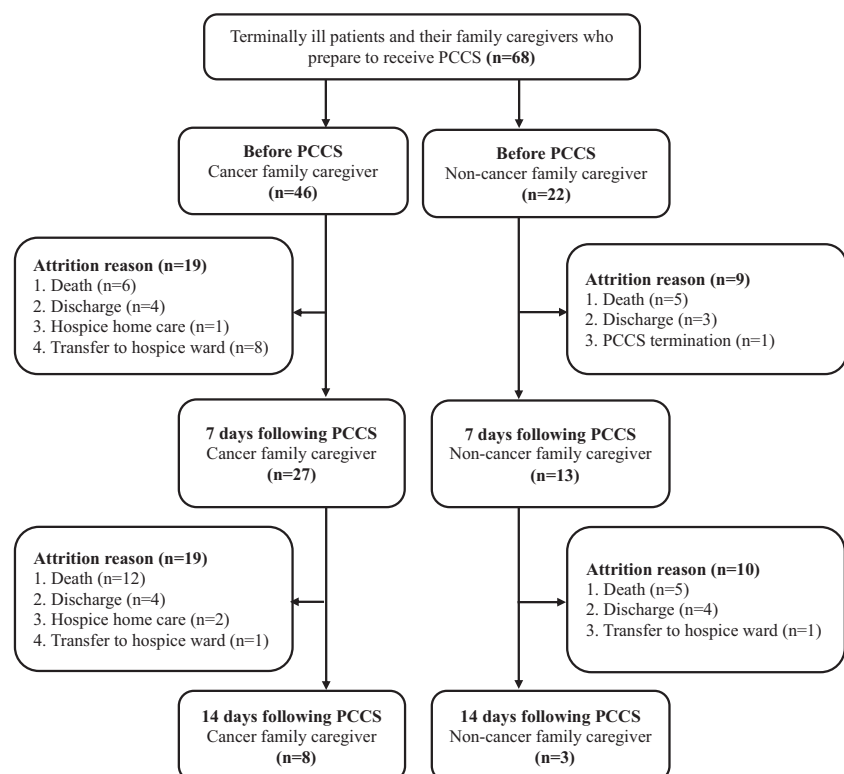 Terminally ill patients and their family caregivers who
prepare to receive PCCS (n=68)
Before PCCS
Cancer family caregiver
(n=46)
Before PCCS
Non-cancer family caregiver
(n=22)
Attrition reason (n=19)
1. Death (n=6)
2. Discharge (n=4)
3. Hospice home care (n=1)
4. Transfer to hospice ward (n=8)
Attrition reason (n=9)
1. Death (n=5)
2. Discharge (n=3)
3. PCCS termination (n=1)
7 days following PCCS
Cancer family caregiver
(n=27)
7 days following PCCS
Non-cancer family caregiver
(n=13)
Attrition reason (n=19)
1. Death (n=12)
2. Discharge (n=4)
3. Hospice home care (n=2)
4. Transfer to hospice ward (n=1)
Attrition reason (n=10)
1. Death (n=5)
2. Discharge (n=4)
3. Transfer to hospice ward (n=1)
14 days following PCCS
Cancer family caregiver
(n=8)
14 days following PCCS
Non-cancer family caregiver
(n=3)